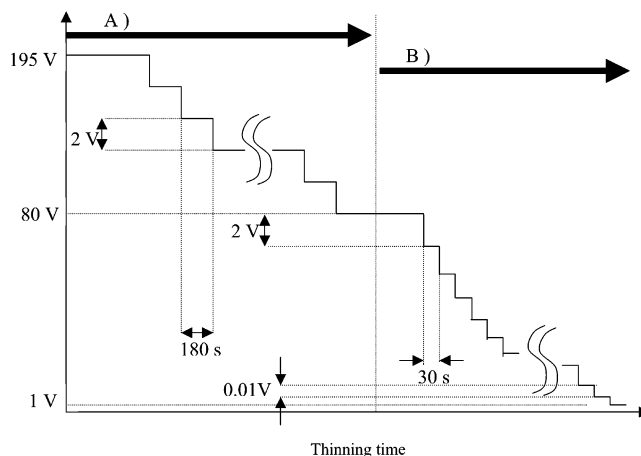 A )
195 V
B )
2 V
80 V
2 V
180 s
30 s
0.01V
1 V
Thinning time